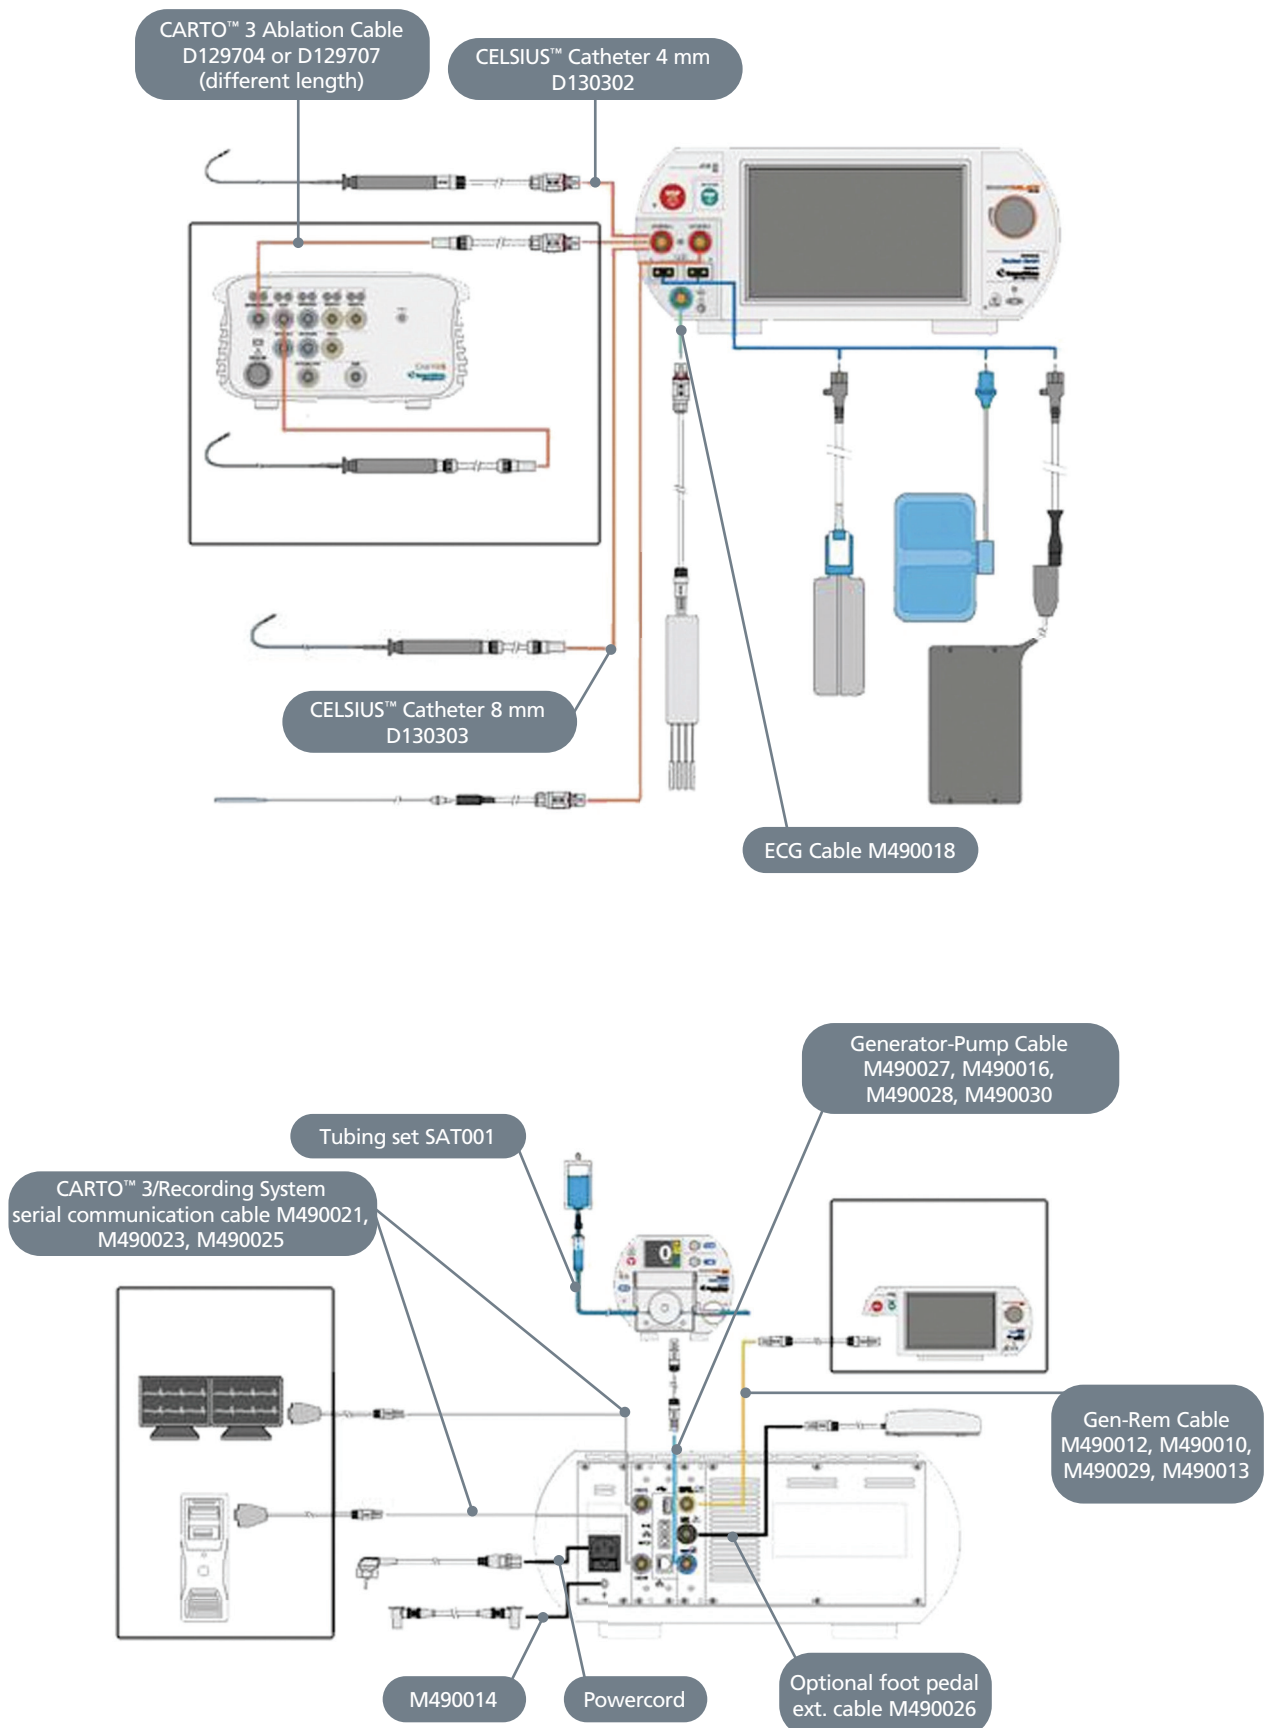 CARTO™ 3 Ablation Cable
D129704 or D129707
(different length)
CELSIUS™ Catheter 4 mm
D130302
CELSIUS™ Catheter 8 mm
D130303
ECG Cable M490018
Generator-Pump Cable
M490027, M490016,
M490028, M490030
Tubing set SAT001
CARTO™ 3/Recording System
serial communication cable M490021,
M490023, M490025
Gen-Rem Cable
M490012, M490010,
M490029, M490013
M490014
Powercord
Optional foot pedal
ext. cable M490026